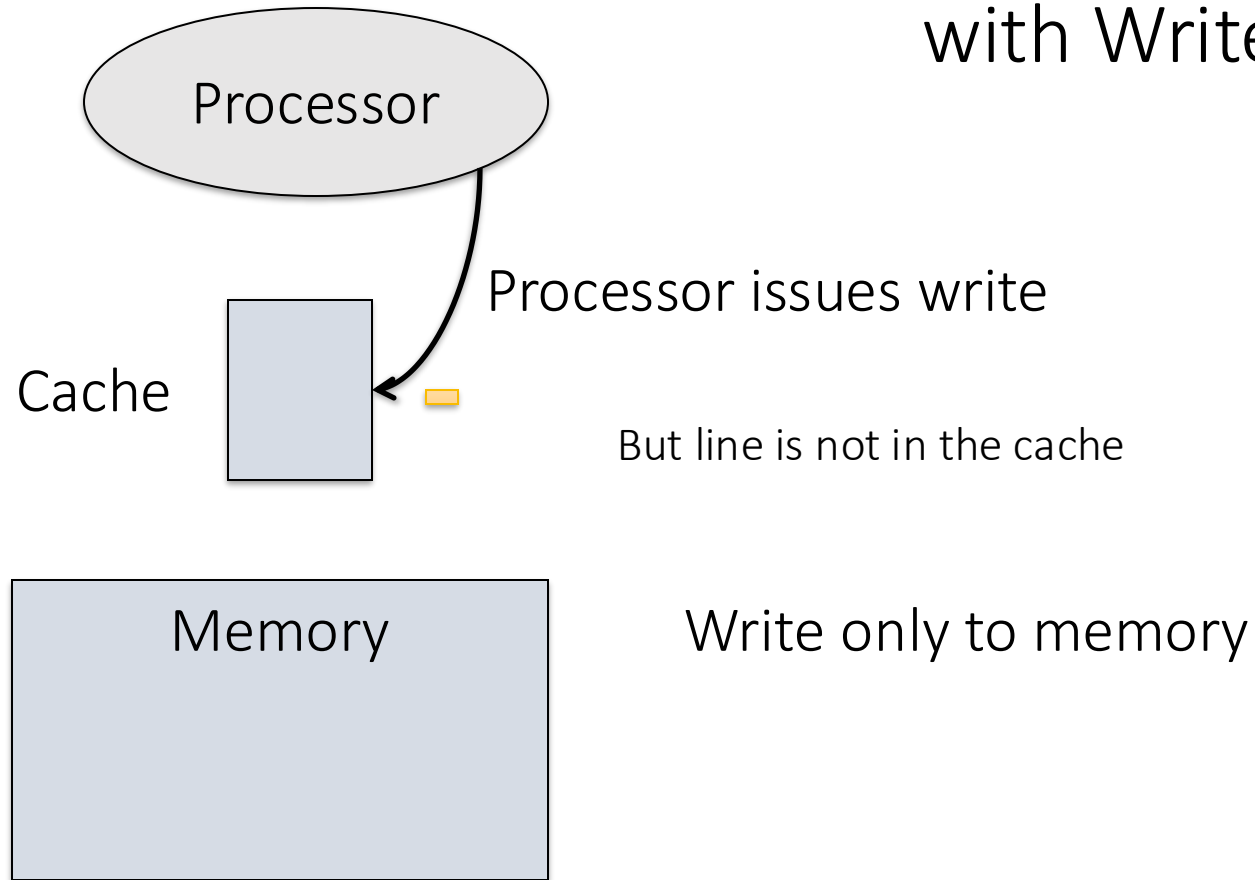 with Write
Processor
Processor issues write
Cache
But line is not in the cache
Memory
Write only to memory